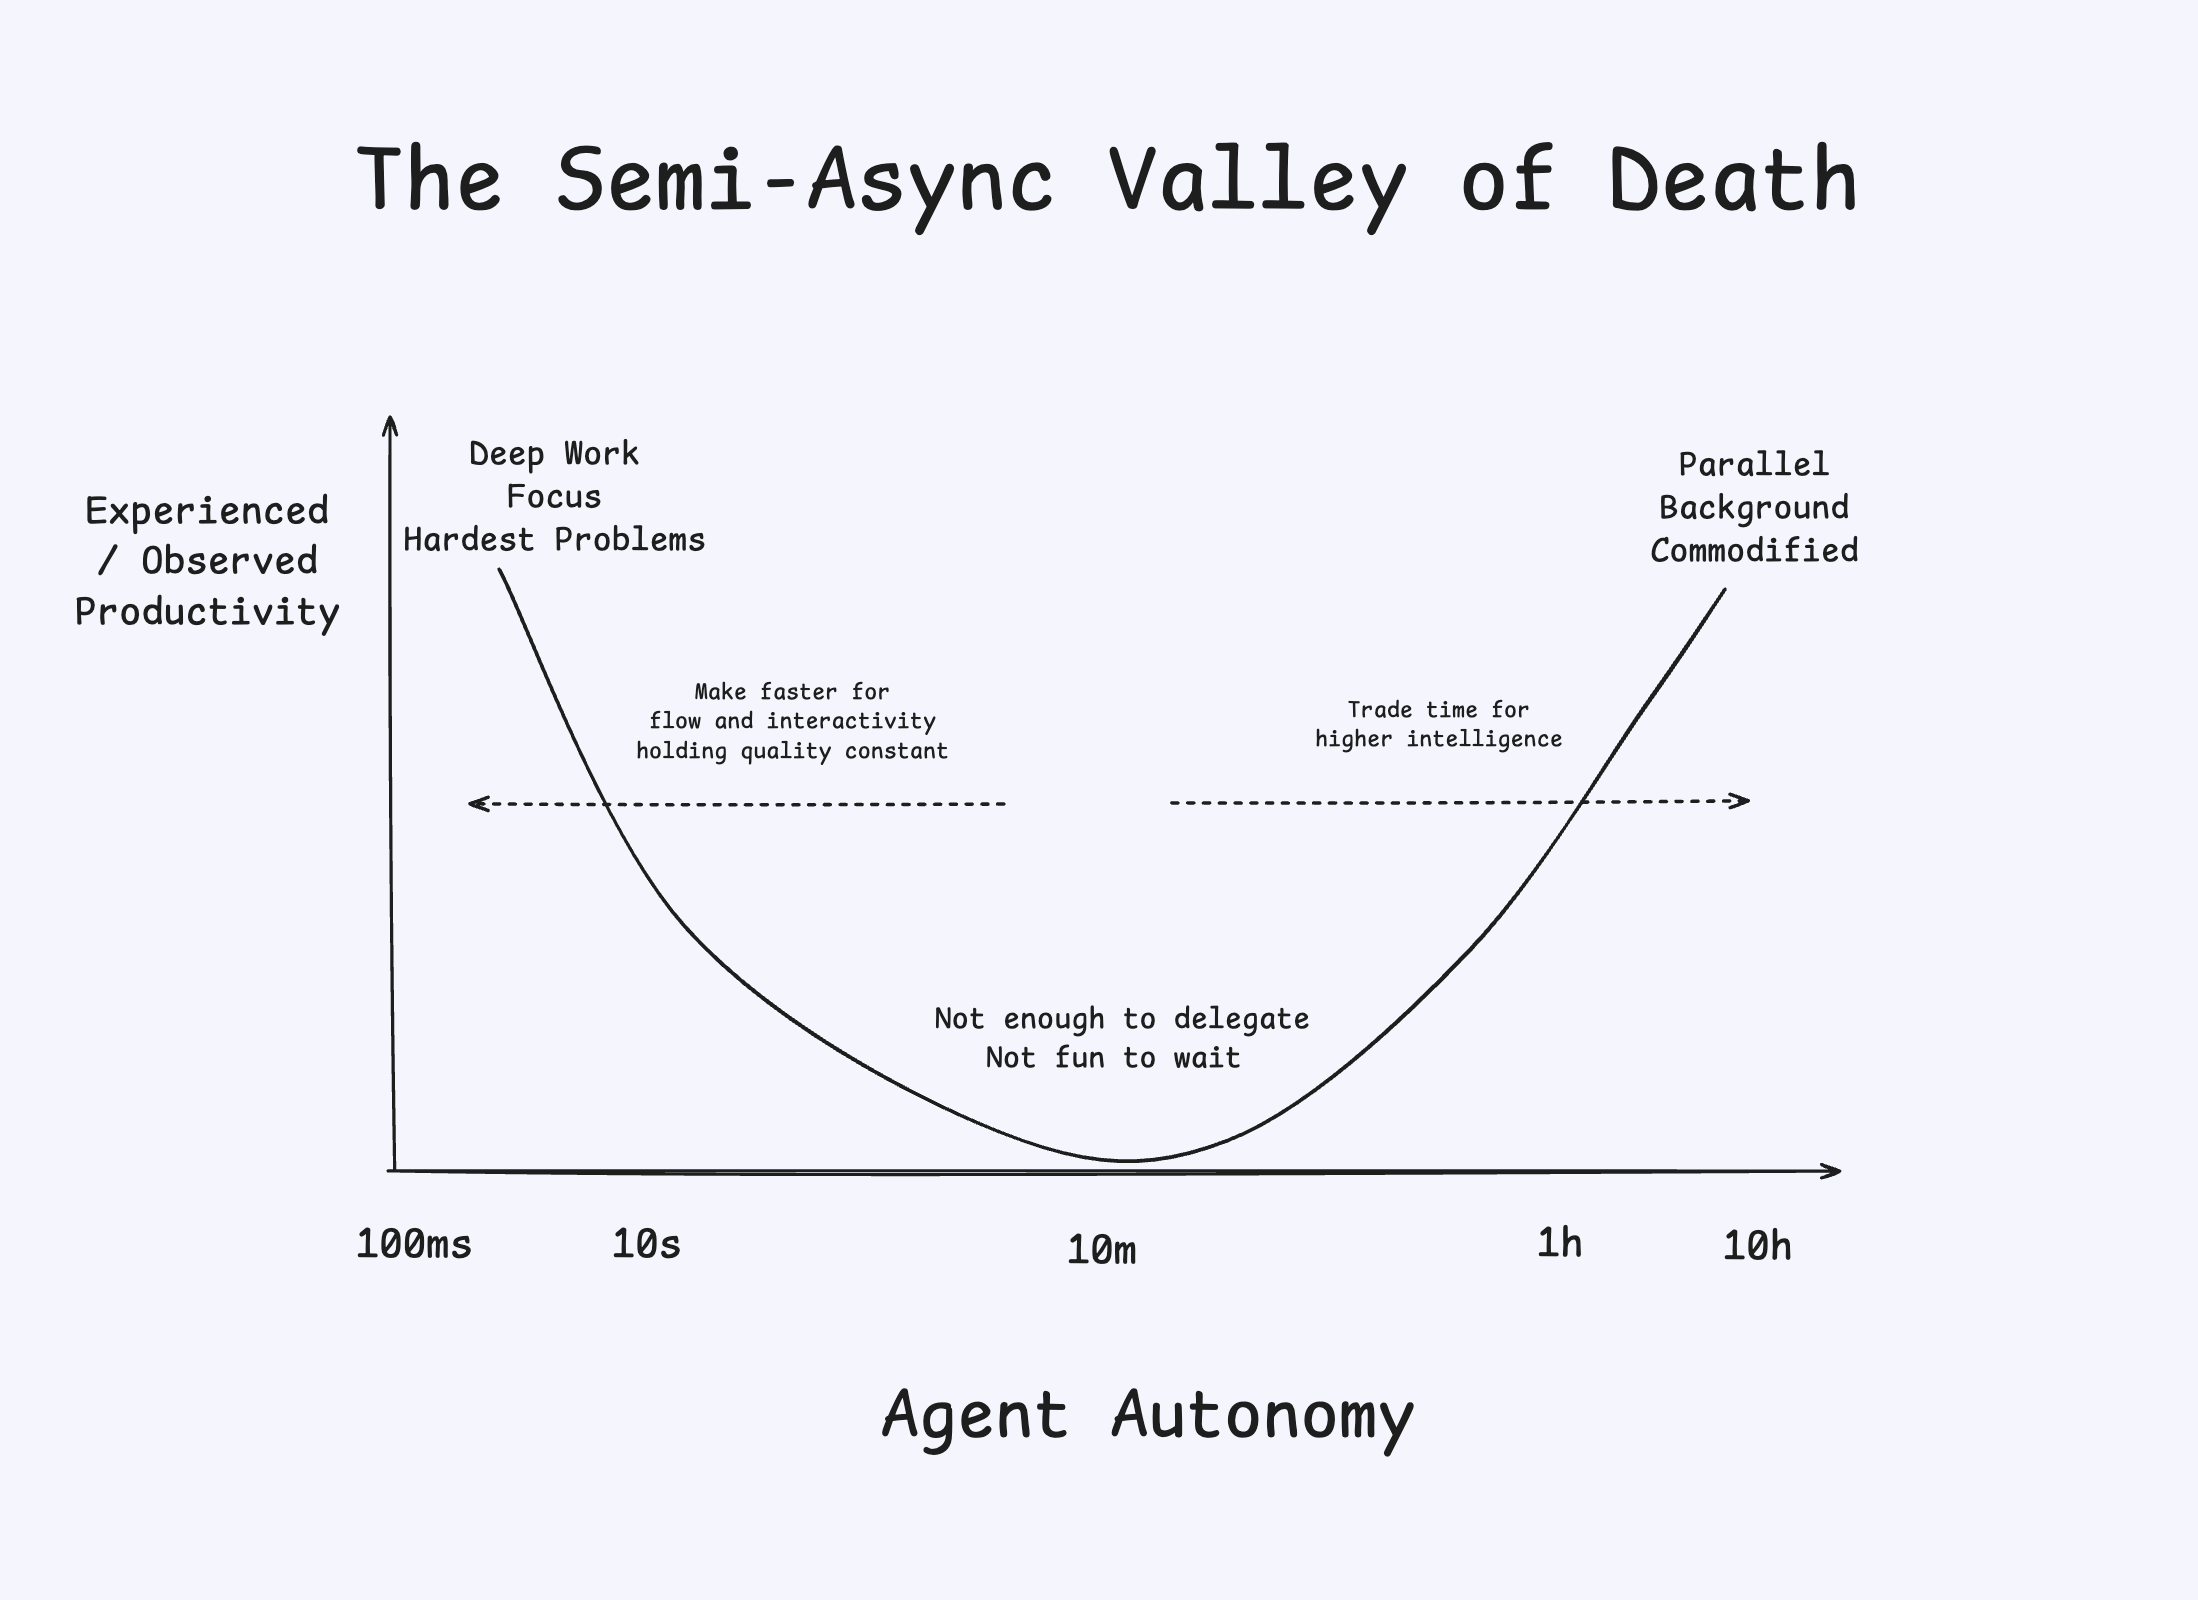 The Semi-Async Valley of Death
Experienced
/ Observed
Productivity
Deep Work
Focus
Hardest Problems
Parallel
Background
Commodified
Make faster for
flow and interactivity
holding quality constant
Trade time for
higher intelligence
Not enough to delegate
Not fun to wait
100ms
10s
10m
1h
10h
Agent Autonomy